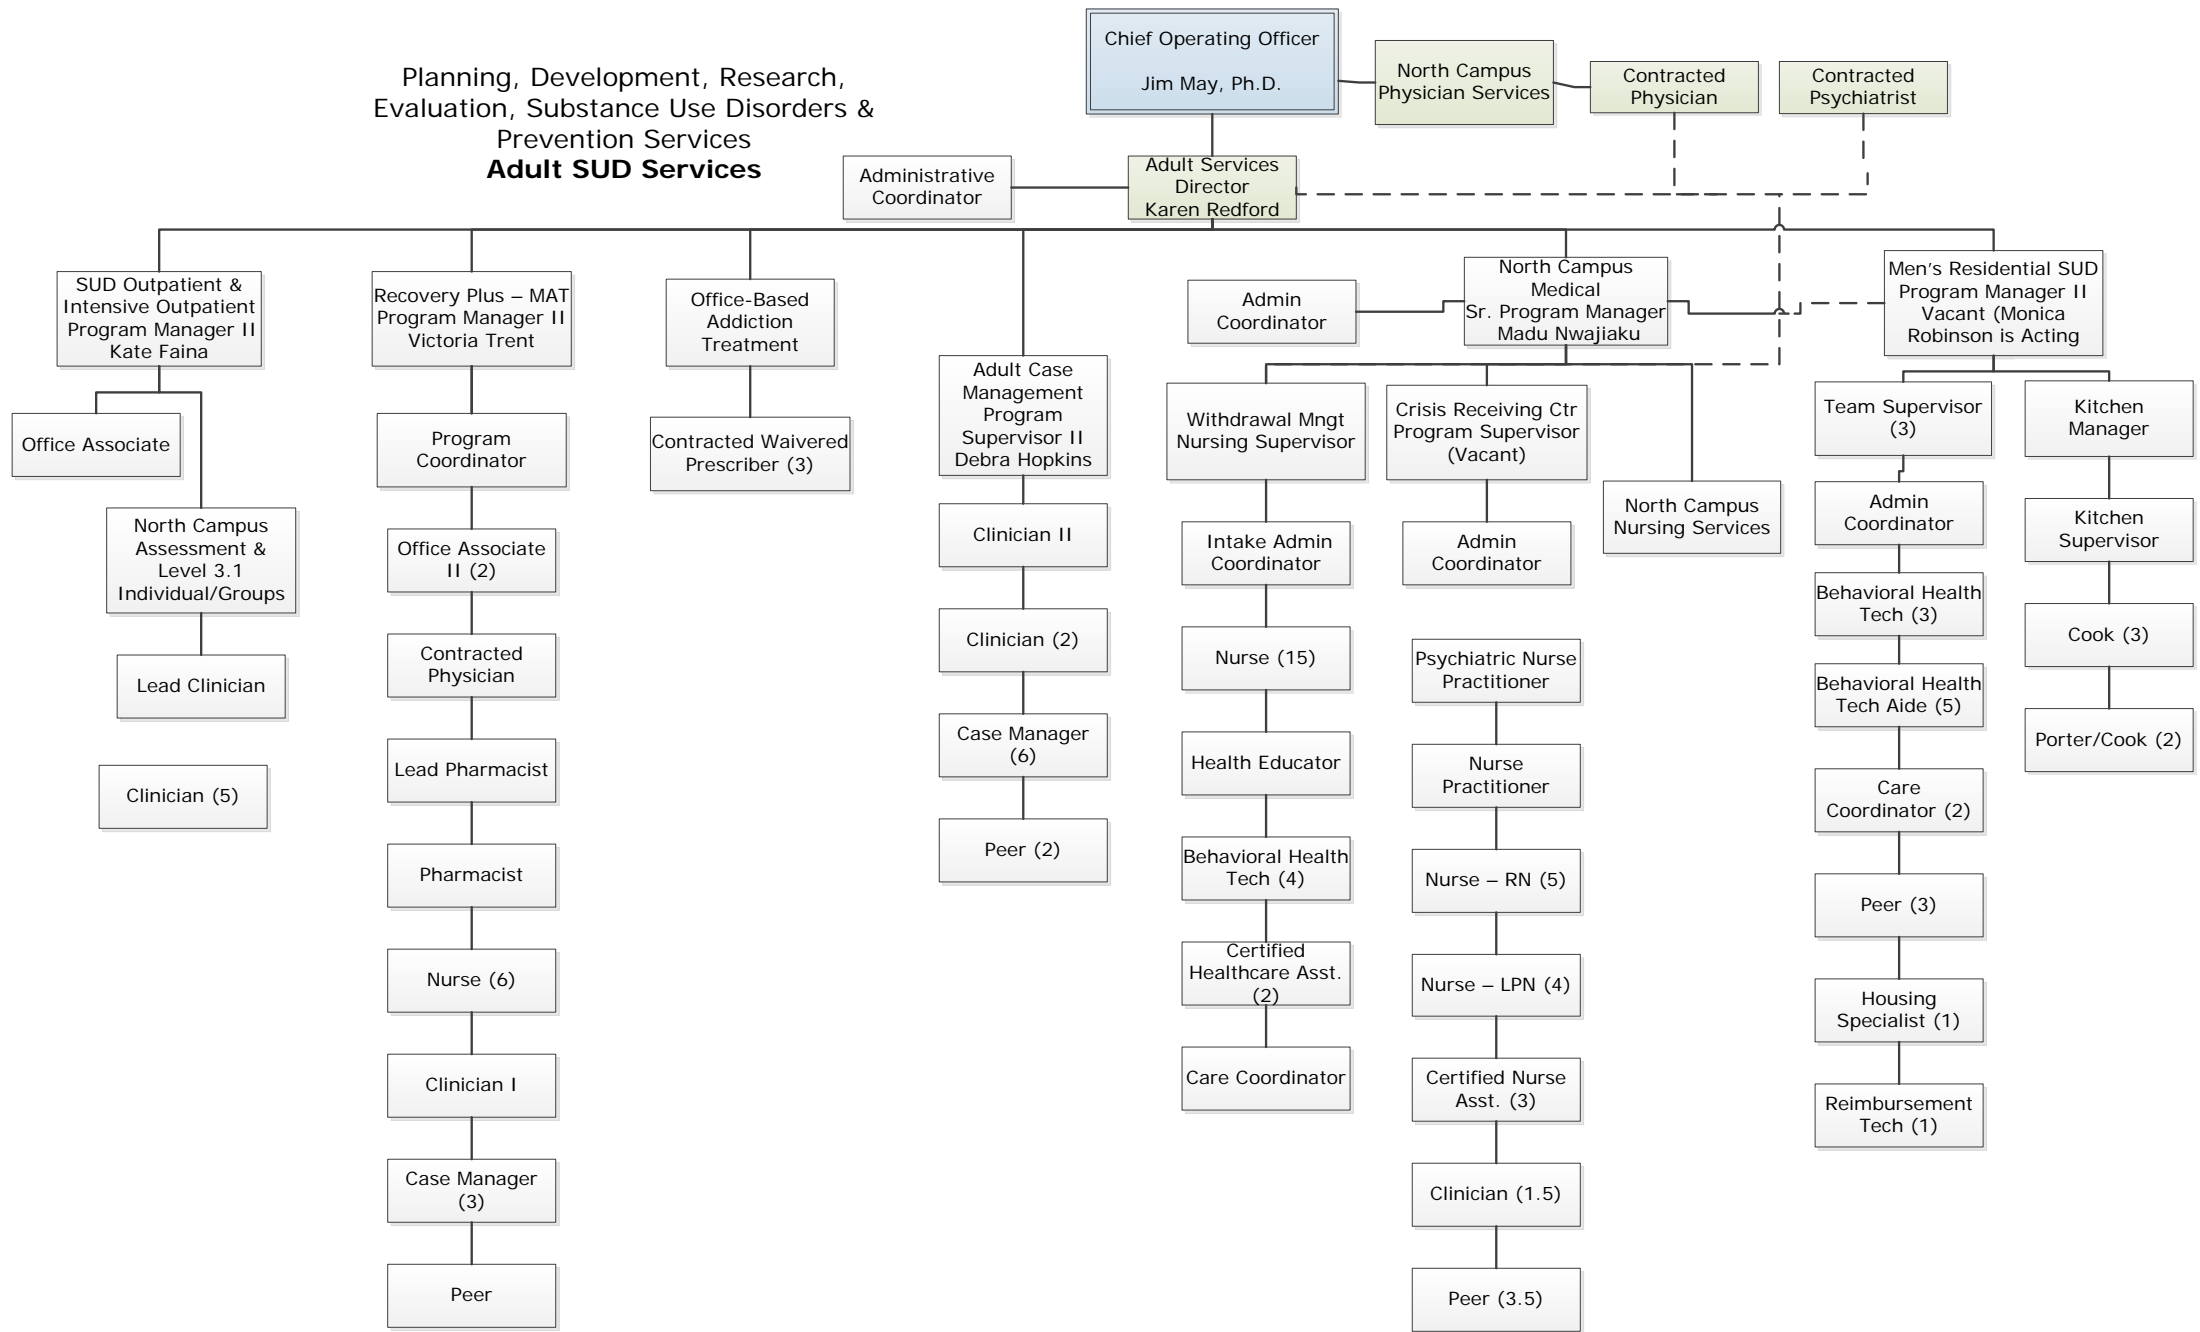 Planning, Development, Research,
Evaluation, Substance Use Disorders &
Prevention Services
Adult SUD Services
Chief Operating Officer
Jim May, Ph.D.
North Campus
Physician Services
Contracted
Physician
Contracted
Psychiatrist
Administrative
Coordinator
Adult Services
Director
Karen Redford
SUD Outpatient &
Intensive Outpatient
Program Manager II
Kate Faina
Office Associate
North Campus
Assessment &
Level 3.1
Individual/Groups
Lead Clinician
Clinician (5)
Recovery Plus – MAT
Program Manager II
Victoria Trent
Program
Coordinator
Office Associate
II (2)
Contracted
Physician
Lead Pharmacist
Pharmacist
Nurse (6)
Clinician I
Case Manager
(3)
Peer
Office-Based
Addiction
Treatment
Contracted Waivered
Prescriber (3)
Adult Case
Management
Program
Supervisor II
Debra Hopkins
Clinician II
Clinician (2)
Case Manager
(6)
Peer (2)
Admin
Coordinator
North Campus
Medical
Sr. Program Manager
Madu Nwajiaku
Withdrawal Mngt
Nursing Supervisor
Intake Admin
Coordinator
Nurse (15)
Health Educator
Behavioral Health
Tech (4)
Certified
Healthcare Asst.
(2)
Care Coordinator
Crisis Receiving Ctr
Program Supervisor
(Vacant)
Admin
Coordinator
Psychiatric Nurse
Practitioner
Nurse
Practitioner
Nurse – RN (5)
Nurse – LPN (4)
Certified Nurse
Asst. (3)
Clinician (1.5)
Peer (3.5)
North Campus
Nursing Services
Men's Residential SUD
Program Manager II
Vacant (Monica
Robinson is Acting
Team Supervisor
(3)
Admin
Coordinator
Behavioral Health
Tech (3)
Behavioral Health
Tech Aide (5)
Care
Coordinator (2)
Peer (3)
Housing
Specialist (1)
Reimbursement
Tech (1)
Kitchen
Manager
Kitchen
Supervisor
Cook (3)
Porter/Cook (2)